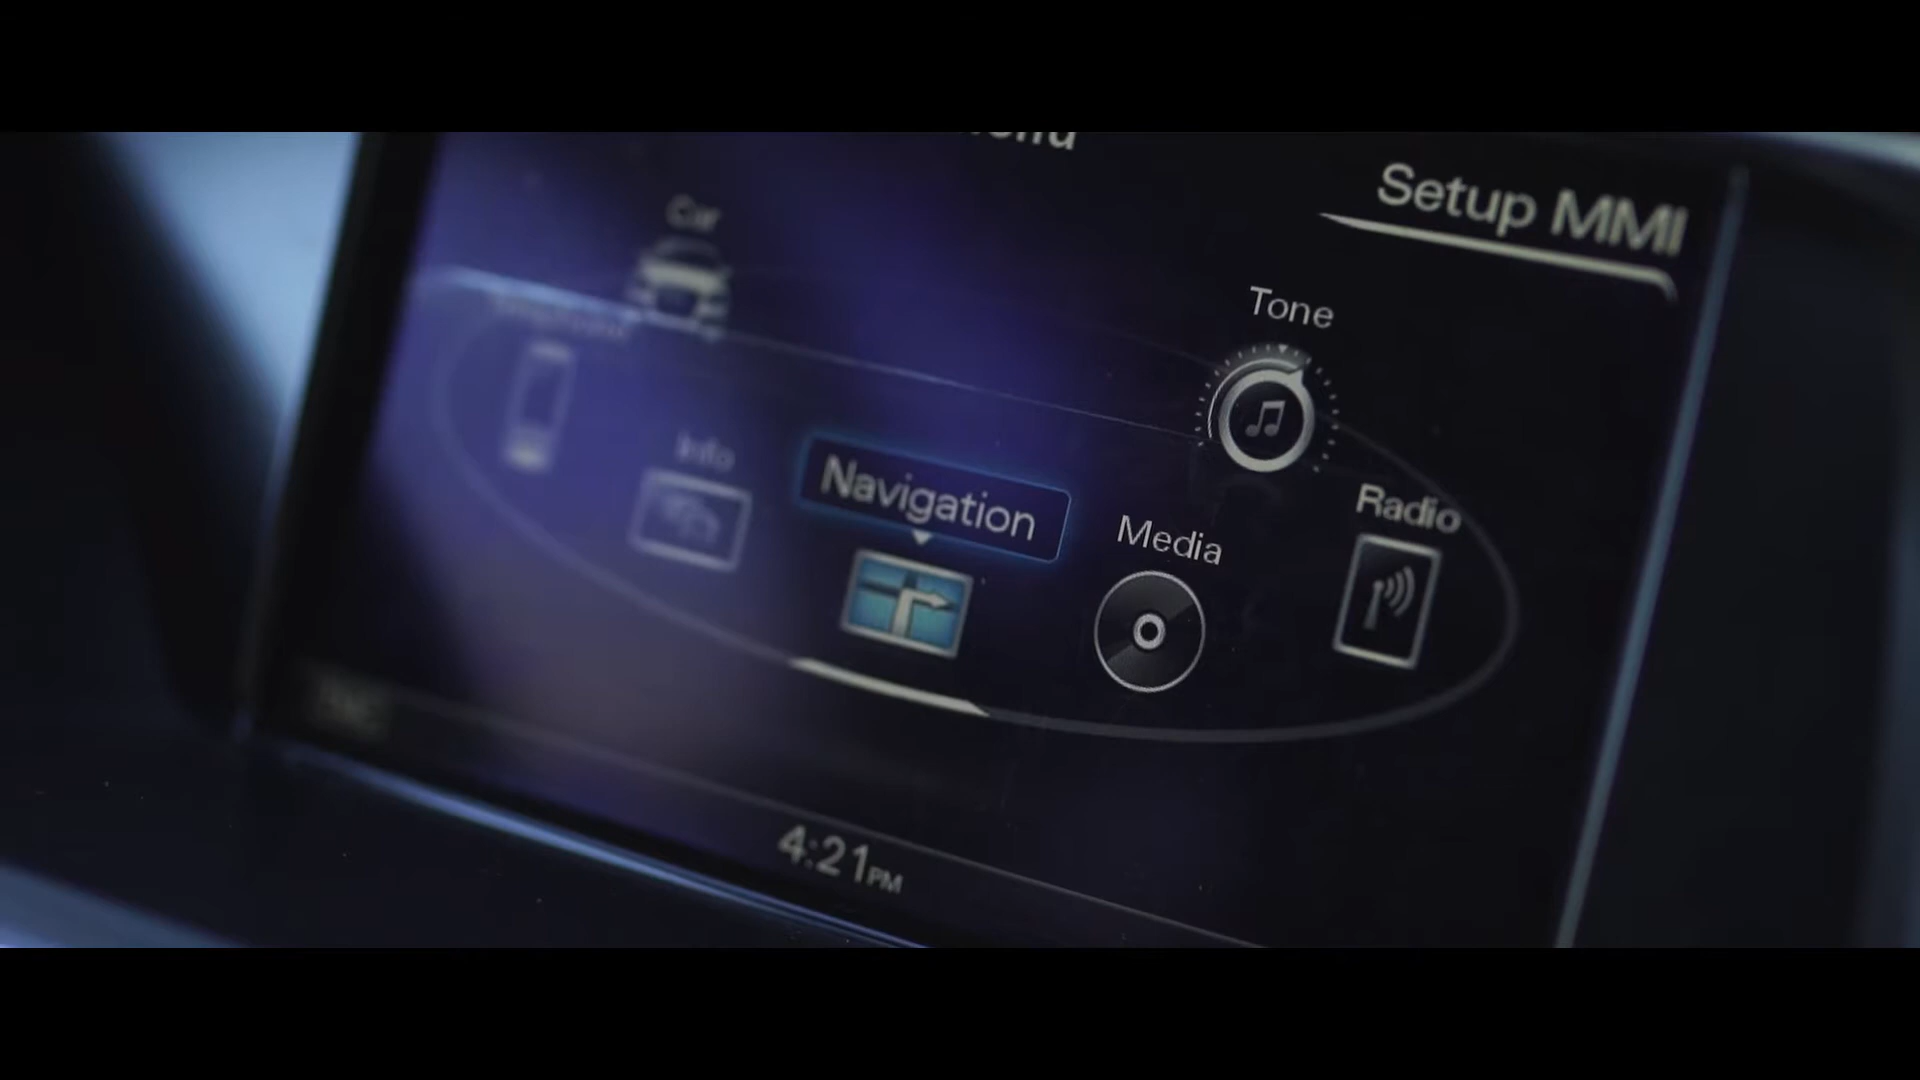 Setup MMI
Car
Tone
Info
Navigation
Radio
Media
4:21PM